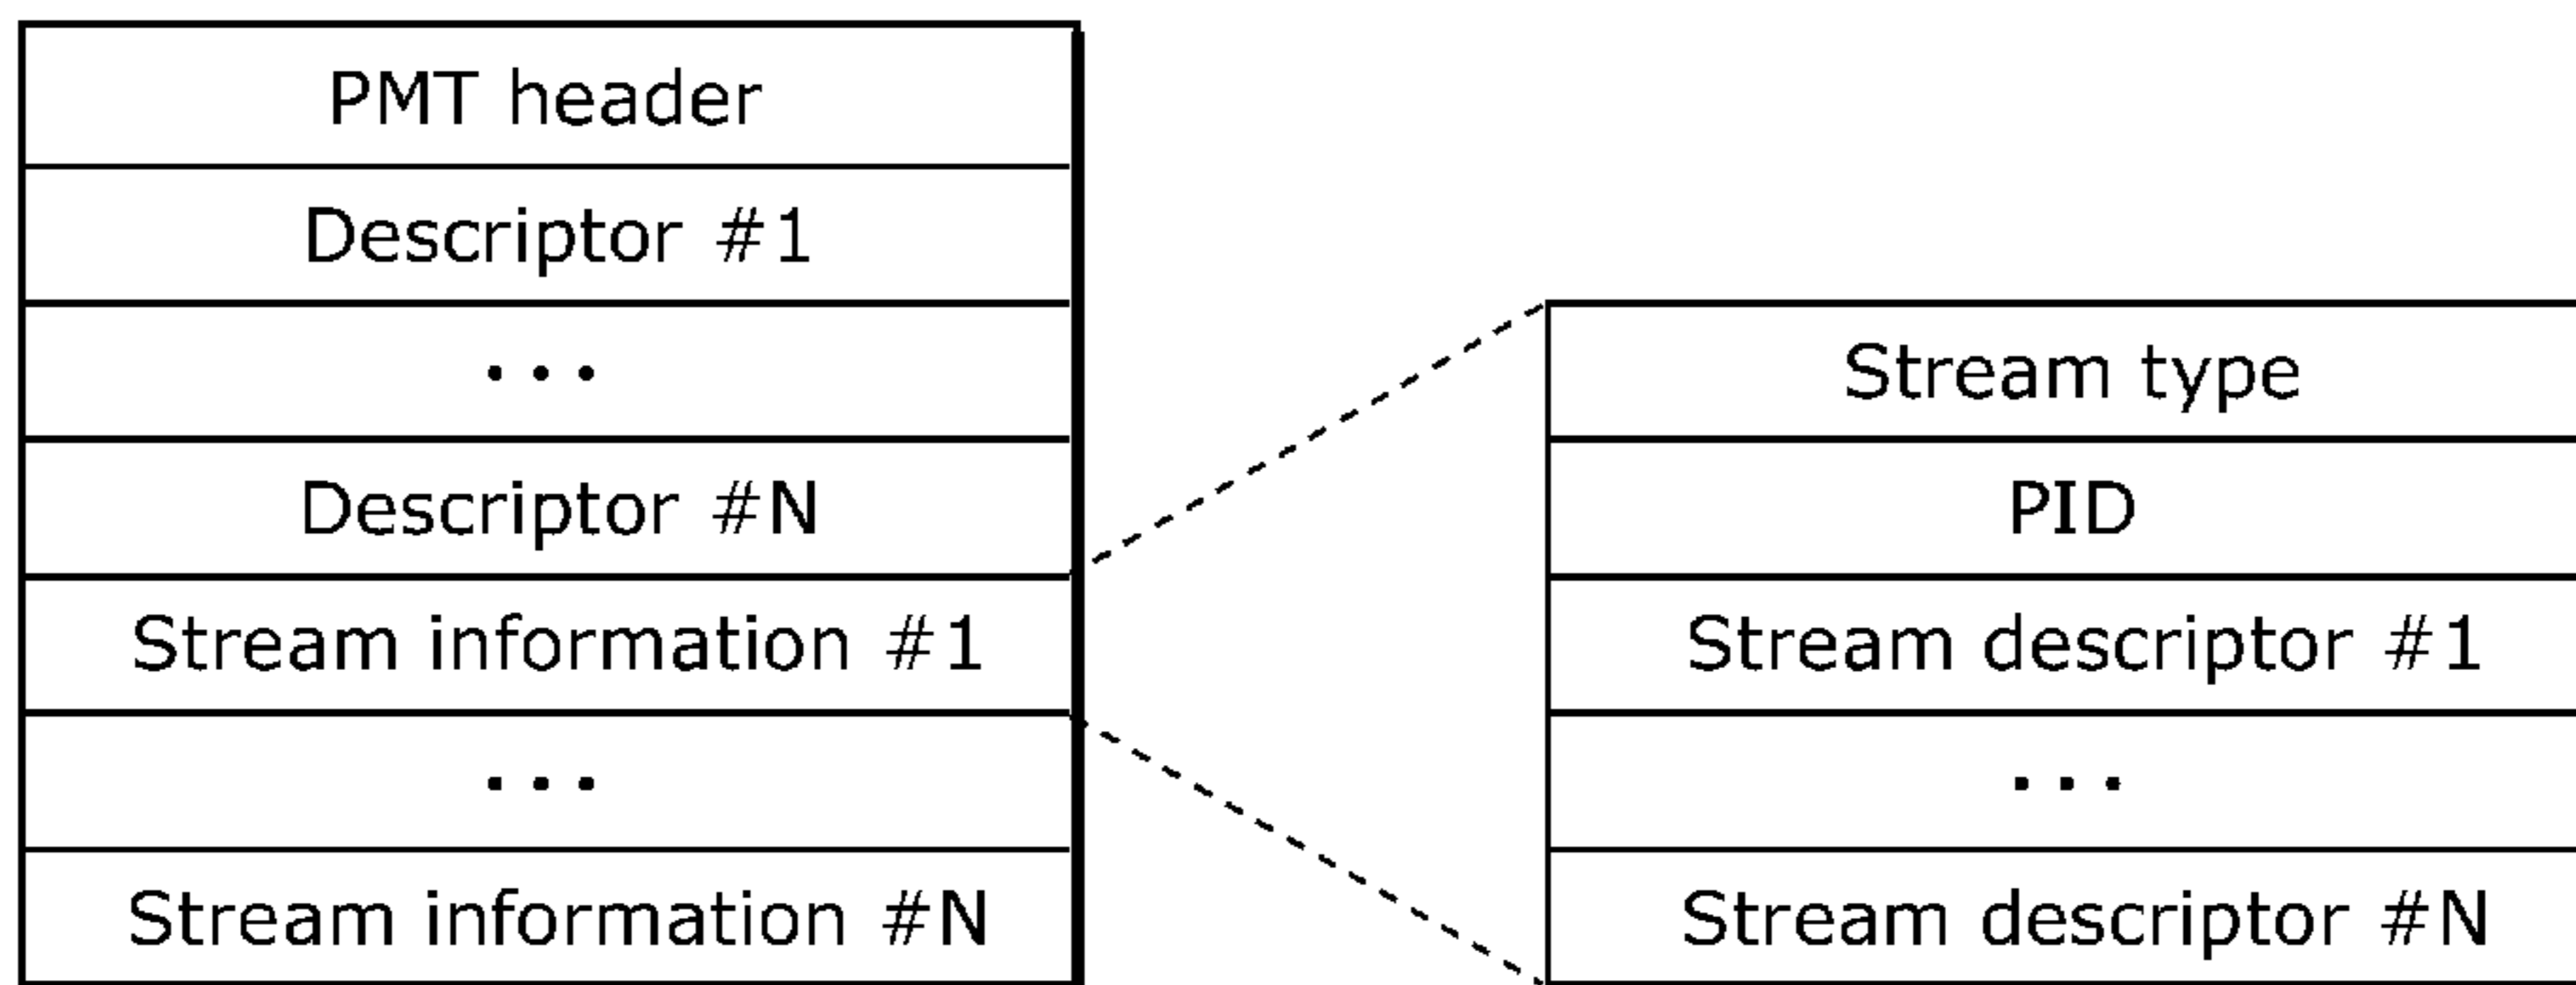 PMT header
Descriptor #1
...
Descriptor #N
Stream information #1
...
Stream information #N
Stream type
PID
Stream descriptor #1
...
Stream descriptor #N